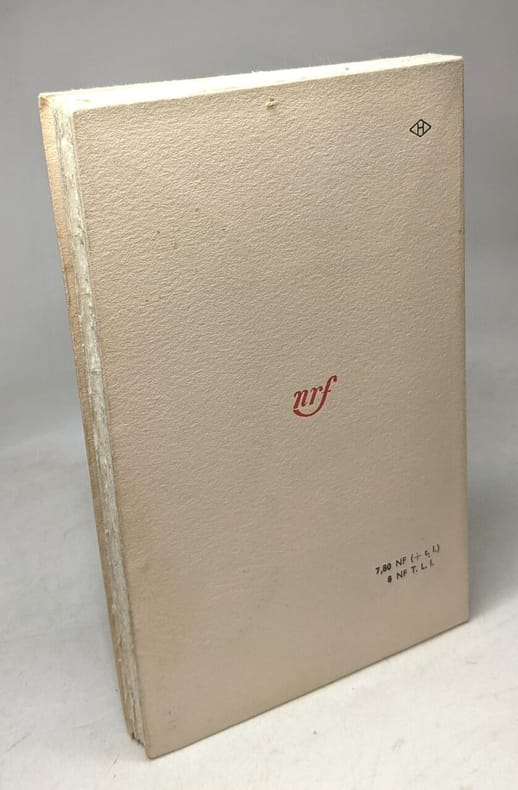 H
nrf
7,80 NF (+ t. l.)
8 NF T. L. I.